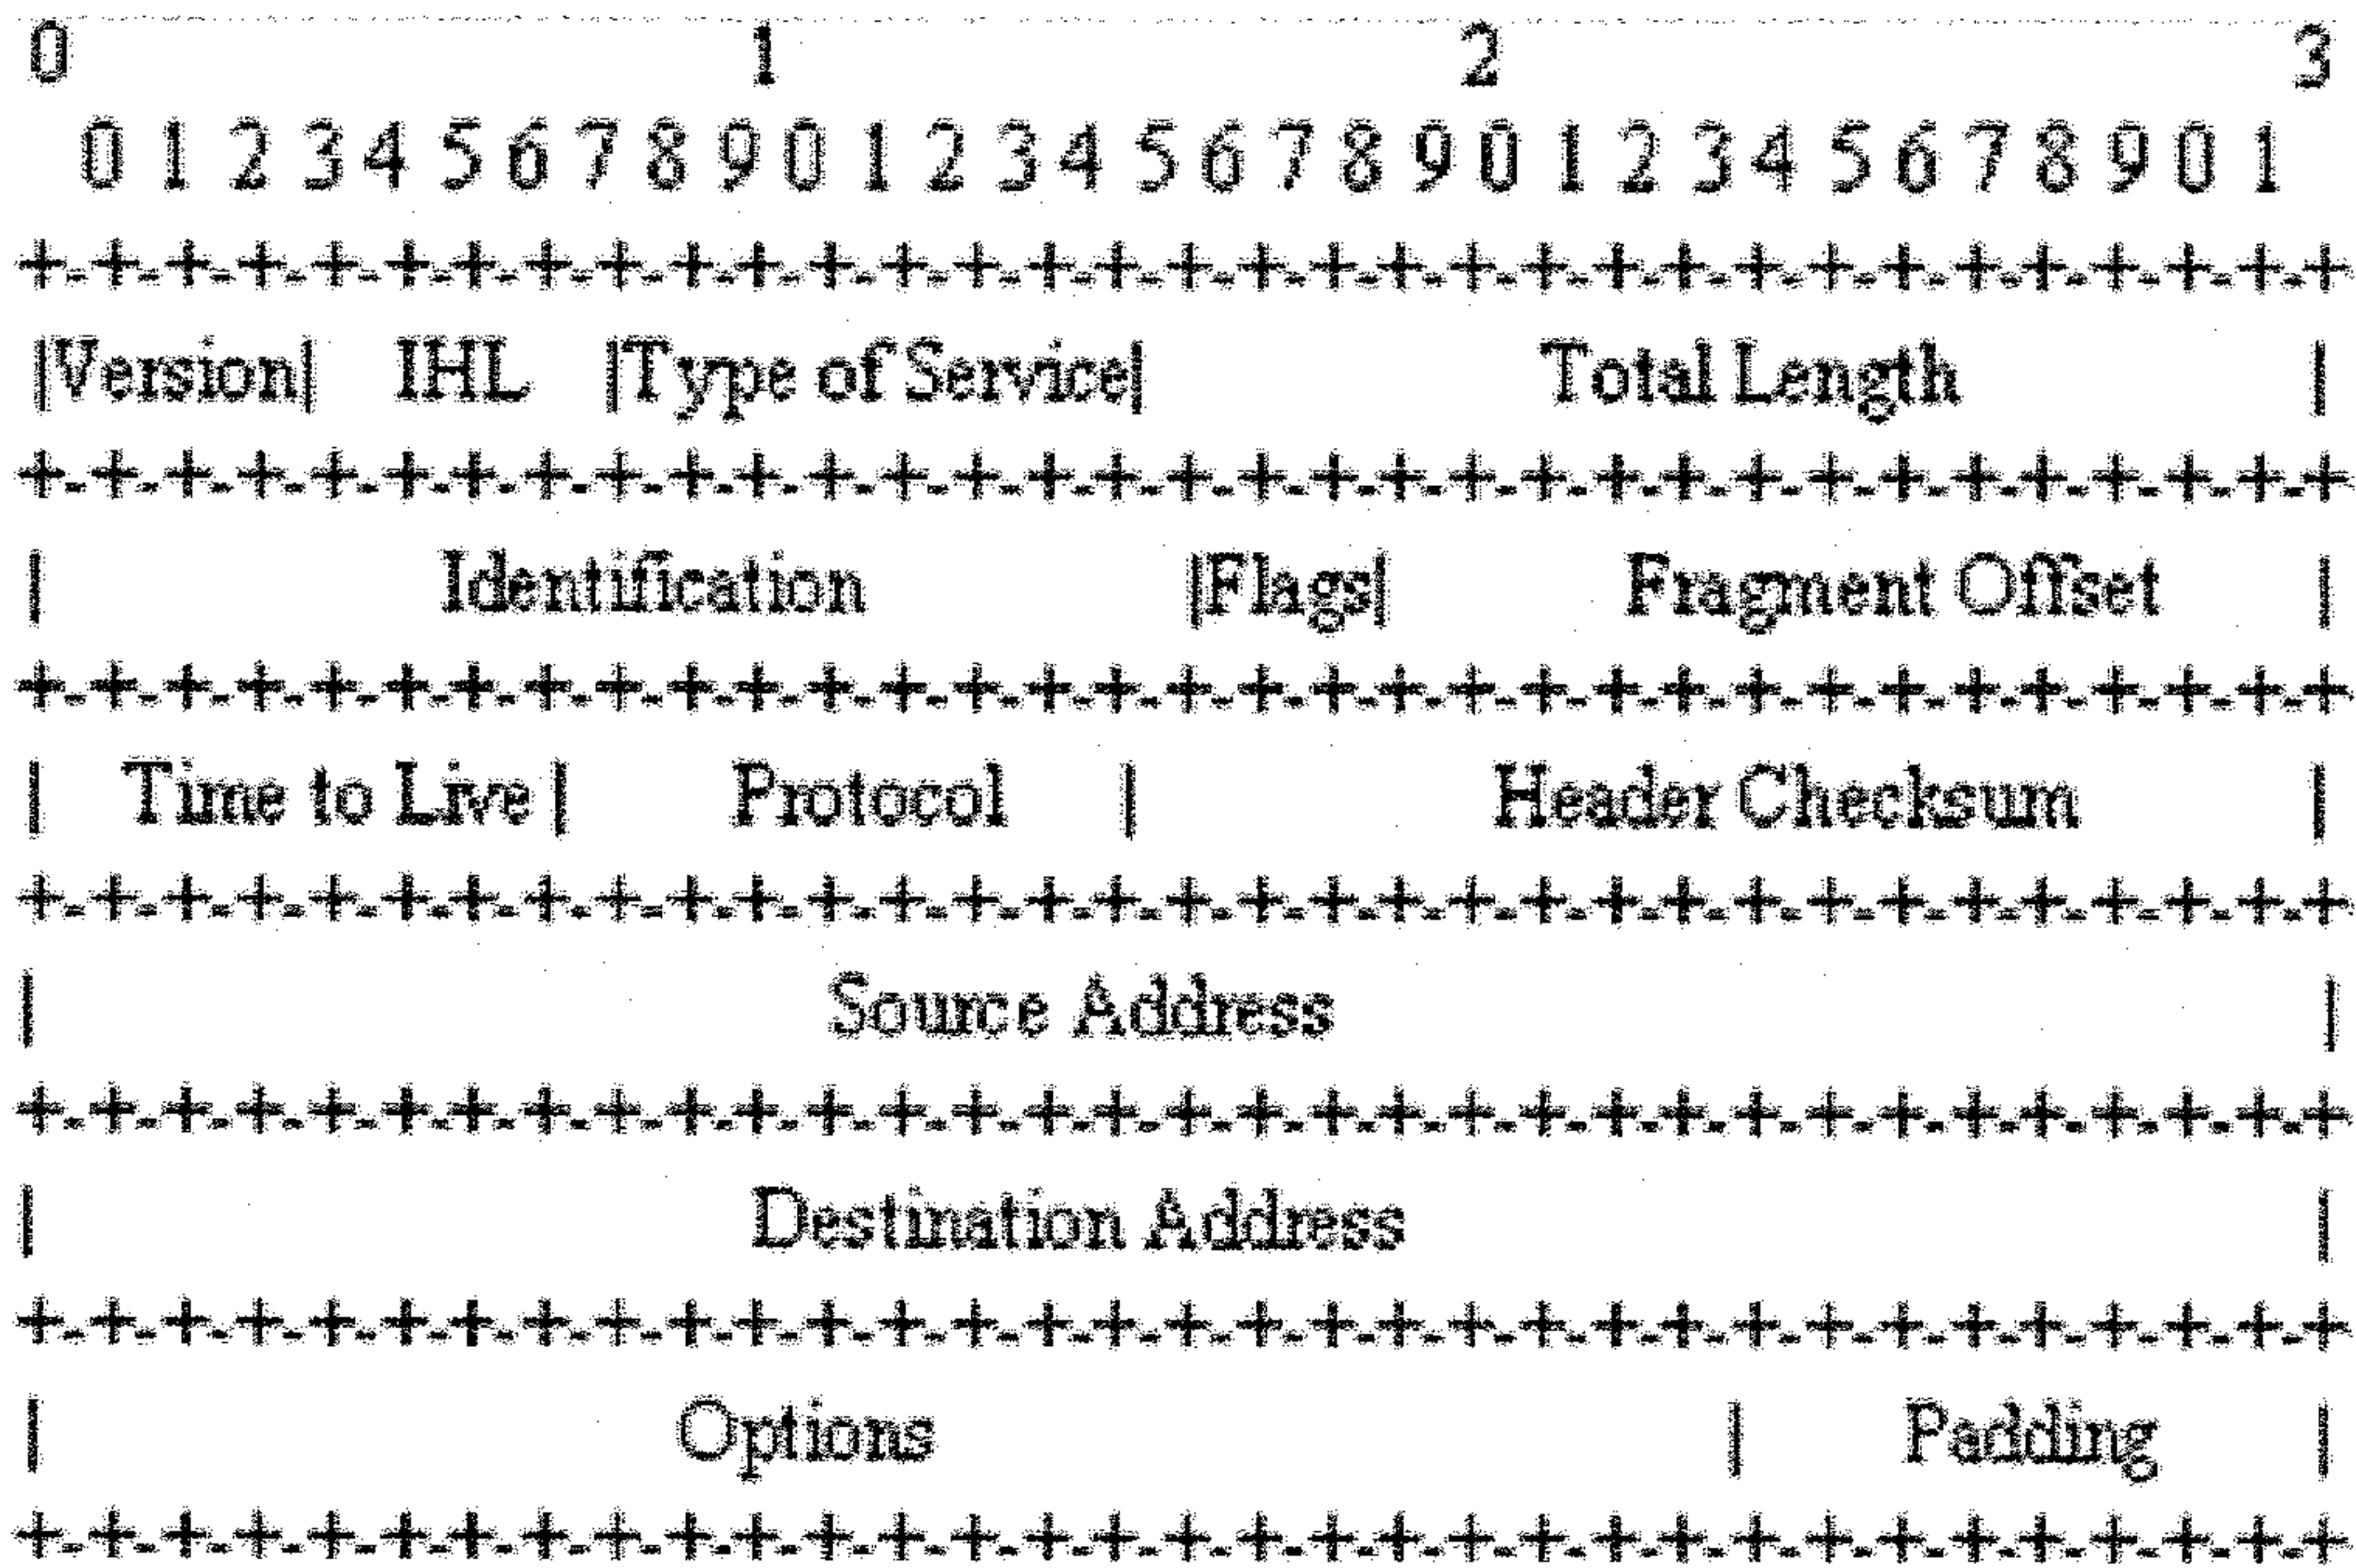 0 1 2 3
0 1 2 3 4 5 6 7 8 9 0 1 2 3 4 5 6 7 8 9 0 1 2 3 4 5 6 7 8 9 0 1
+-+-+-+-+-+-+-+-+-+-+-+-+-+-+-+-+-+-+-+-+-+-+-+-+-+-+-+-+-+-+-+-+
|Version| IHL |Type of Service| Total Length |
+-+-+-+-+-+-+-+-+-+-+-+-+-+-+-+-+-+-+-+-+-+-+-+-+-+-+-+-+-+-+-+-+
| Identification |Flags| Fragment Offset |
+-+-+-+-+-+-+-+-+-+-+-+-+-+-+-+-+-+-+-+-+-+-+-+-+-+-+-+-+-+-+-+-+
| Time to Live | Protocol | Header Checksum |
+-+-+-+-+-+-+-+-+-+-+-+-+-+-+-+-+-+-+-+-+-+-+-+-+-+-+-+-+-+-+-+-+
| Source Address |
+-+-+-+-+-+-+-+-+-+-+-+-+-+-+-+-+-+-+-+-+-+-+-+-+-+-+-+-+-+-+-+-+
| Destination Address |
+-+-+-+-+-+-+-+-+-+-+-+-+-+-+-+-+-+-+-+-+-+-+-+-+-+-+-+-+-+-+-+-+
| Options | Padding |
+-+-+-+-+-+-+-+-+-+-+-+-+-+-+-+-+-+-+-+-+-+-+-+-+-+-+-+-+-+-+-+-+